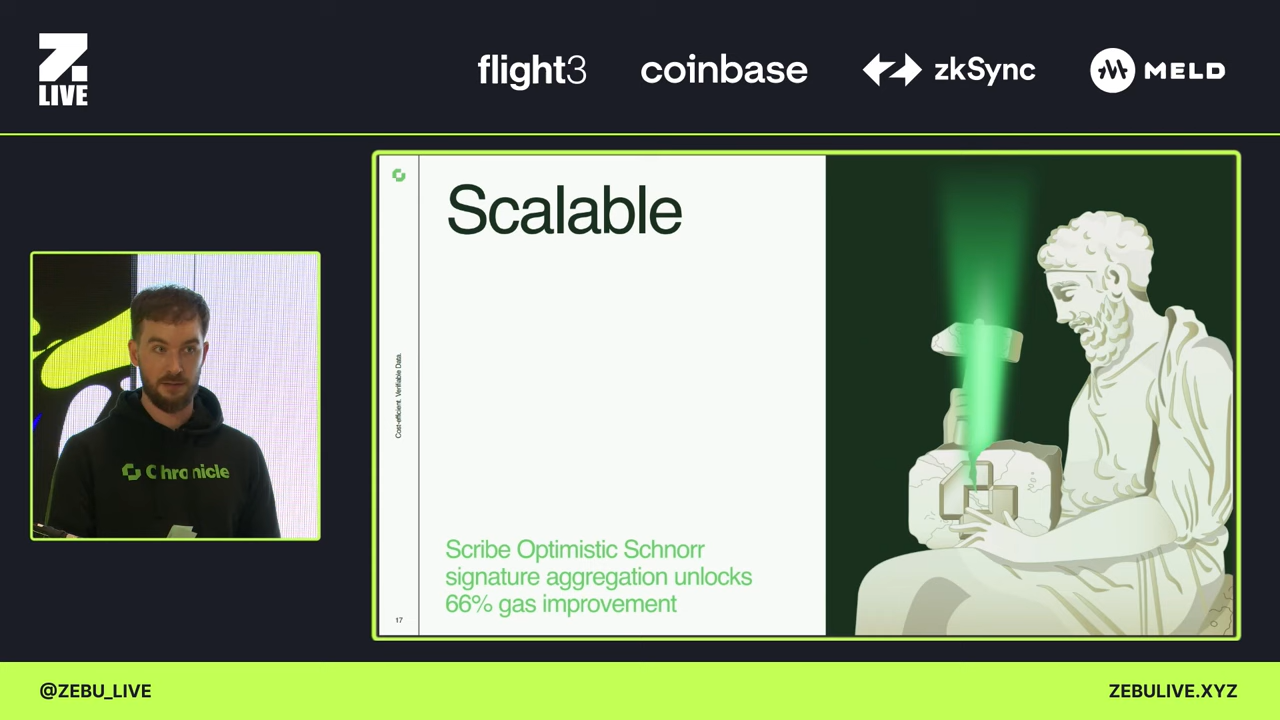 Z.
LIVE
flight3
coinbase
zkSync
MELD
Scalable
Cost-efficient. Verifiable Data.
Chronicle
Scribe Optimistic Schnorr
signature aggregation unlocks
66% gas improvement
17
@ZEBU_LIVE
ZEBULIVE.XYZ